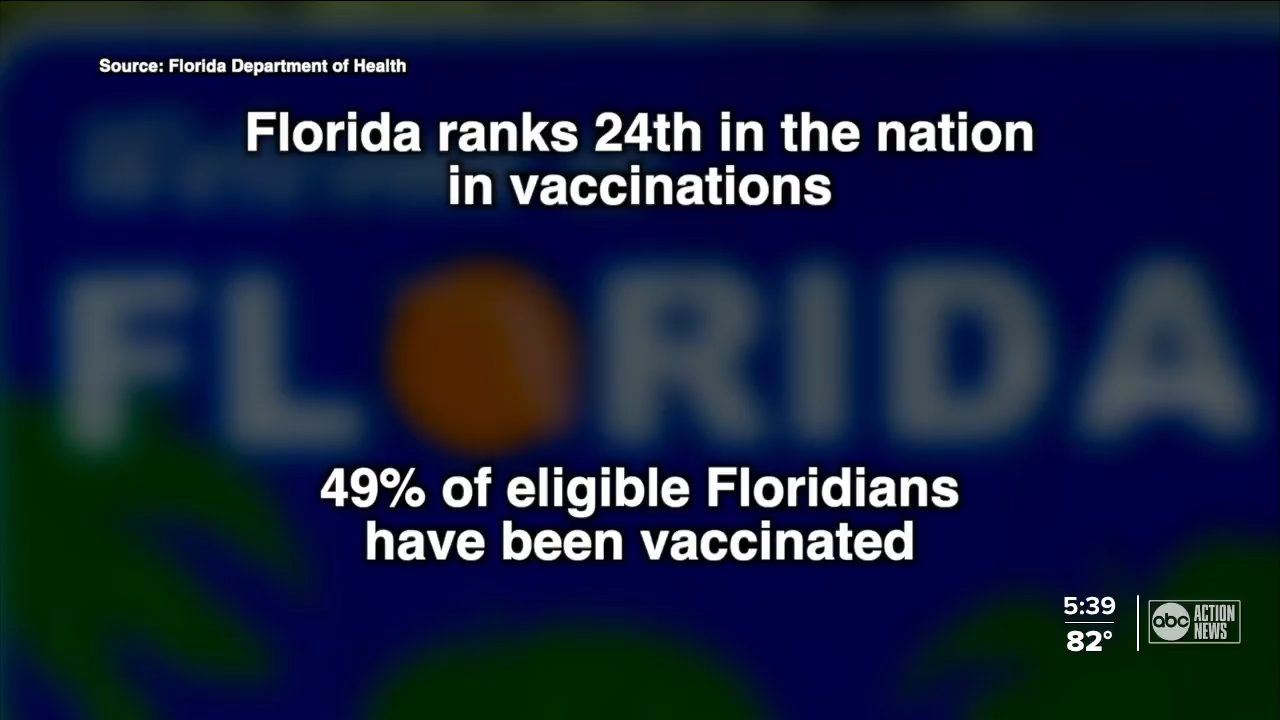 Source: Florida Department of Health
Florida ranks 24th in the nation
in vaccinations
FLORIDA
49% of eligible Floridians
have been vaccinated
5:39
82°
abc ACTION
NEWS